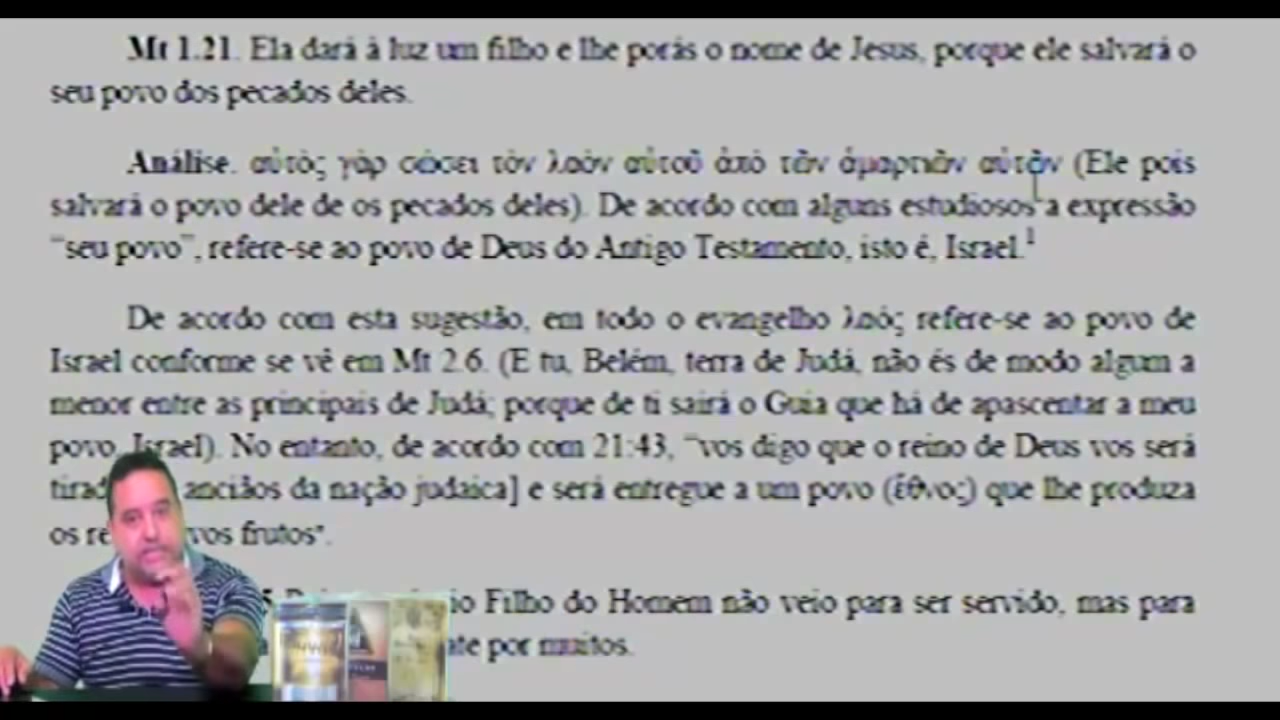 Mt 1.21. Ela dará à luz um filho e lhe porás o nome de Jesus, porque ele salvará o
seu povo dos pecados deles.
Análise. αὐτὸς γὰρ σώσει τὸν λαὸν αὐτοῦ ἀπὸ τῶν ἁμαρτιῶν αὐτῶν (Ele pois
salvará o povo dele de os pecados deles). De acordo com alguns estudiosos a expressão
“seu povo”, refere-se ao povo de Deus do Antigo Testamento, isto é, Israel.¹
De acordo com esta sugestão, em todo o evangelho λαός refere-se ao povo de
Israel conforme se vê em Mt 2.6. (E tu, Belém, terra de Judá, não és de modo algum a
menor entre as principais de Judá; porque de ti sairá o Guia que há de apascentar a meu
povo, Israel). No entanto, de acordo com 21:43, “vos digo que o reino de Deus vos será
anciãos da nação judaica] e será entregue a um povo (ἔθνος) que lhe produza
os frutos”.
Filho do Homem não veio para ser servido, mas para
por muitos.